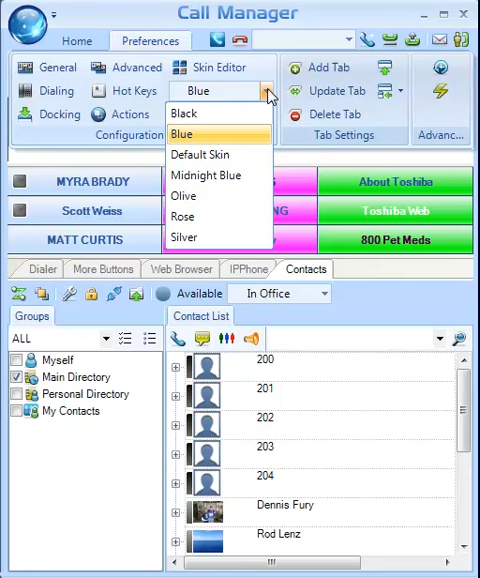 Call Manager
Home Preferences
General Advanced Skin Editor
Dialing Hot Keys Blue
Docking Actions
Configuration
Add Tab
Update Tab
Delete Tab
Tab Settings
Advanc...
Black
Blue
Default Skin
Midnight Blue
Olive
Rose
Silver
MYRA BRADY S About Toshiba
Scott Weiss NG Toshiba Web
MATT CURTIS y 800 Pet Meds
Dialer More Buttons Web Browser IPPhone Contacts
Available In Office
Groups Contact List
ALL
Myself
Main Directory
Personal Directory
My Contacts
200
201
202
203
204
Dennis Fury
Rod Lenz